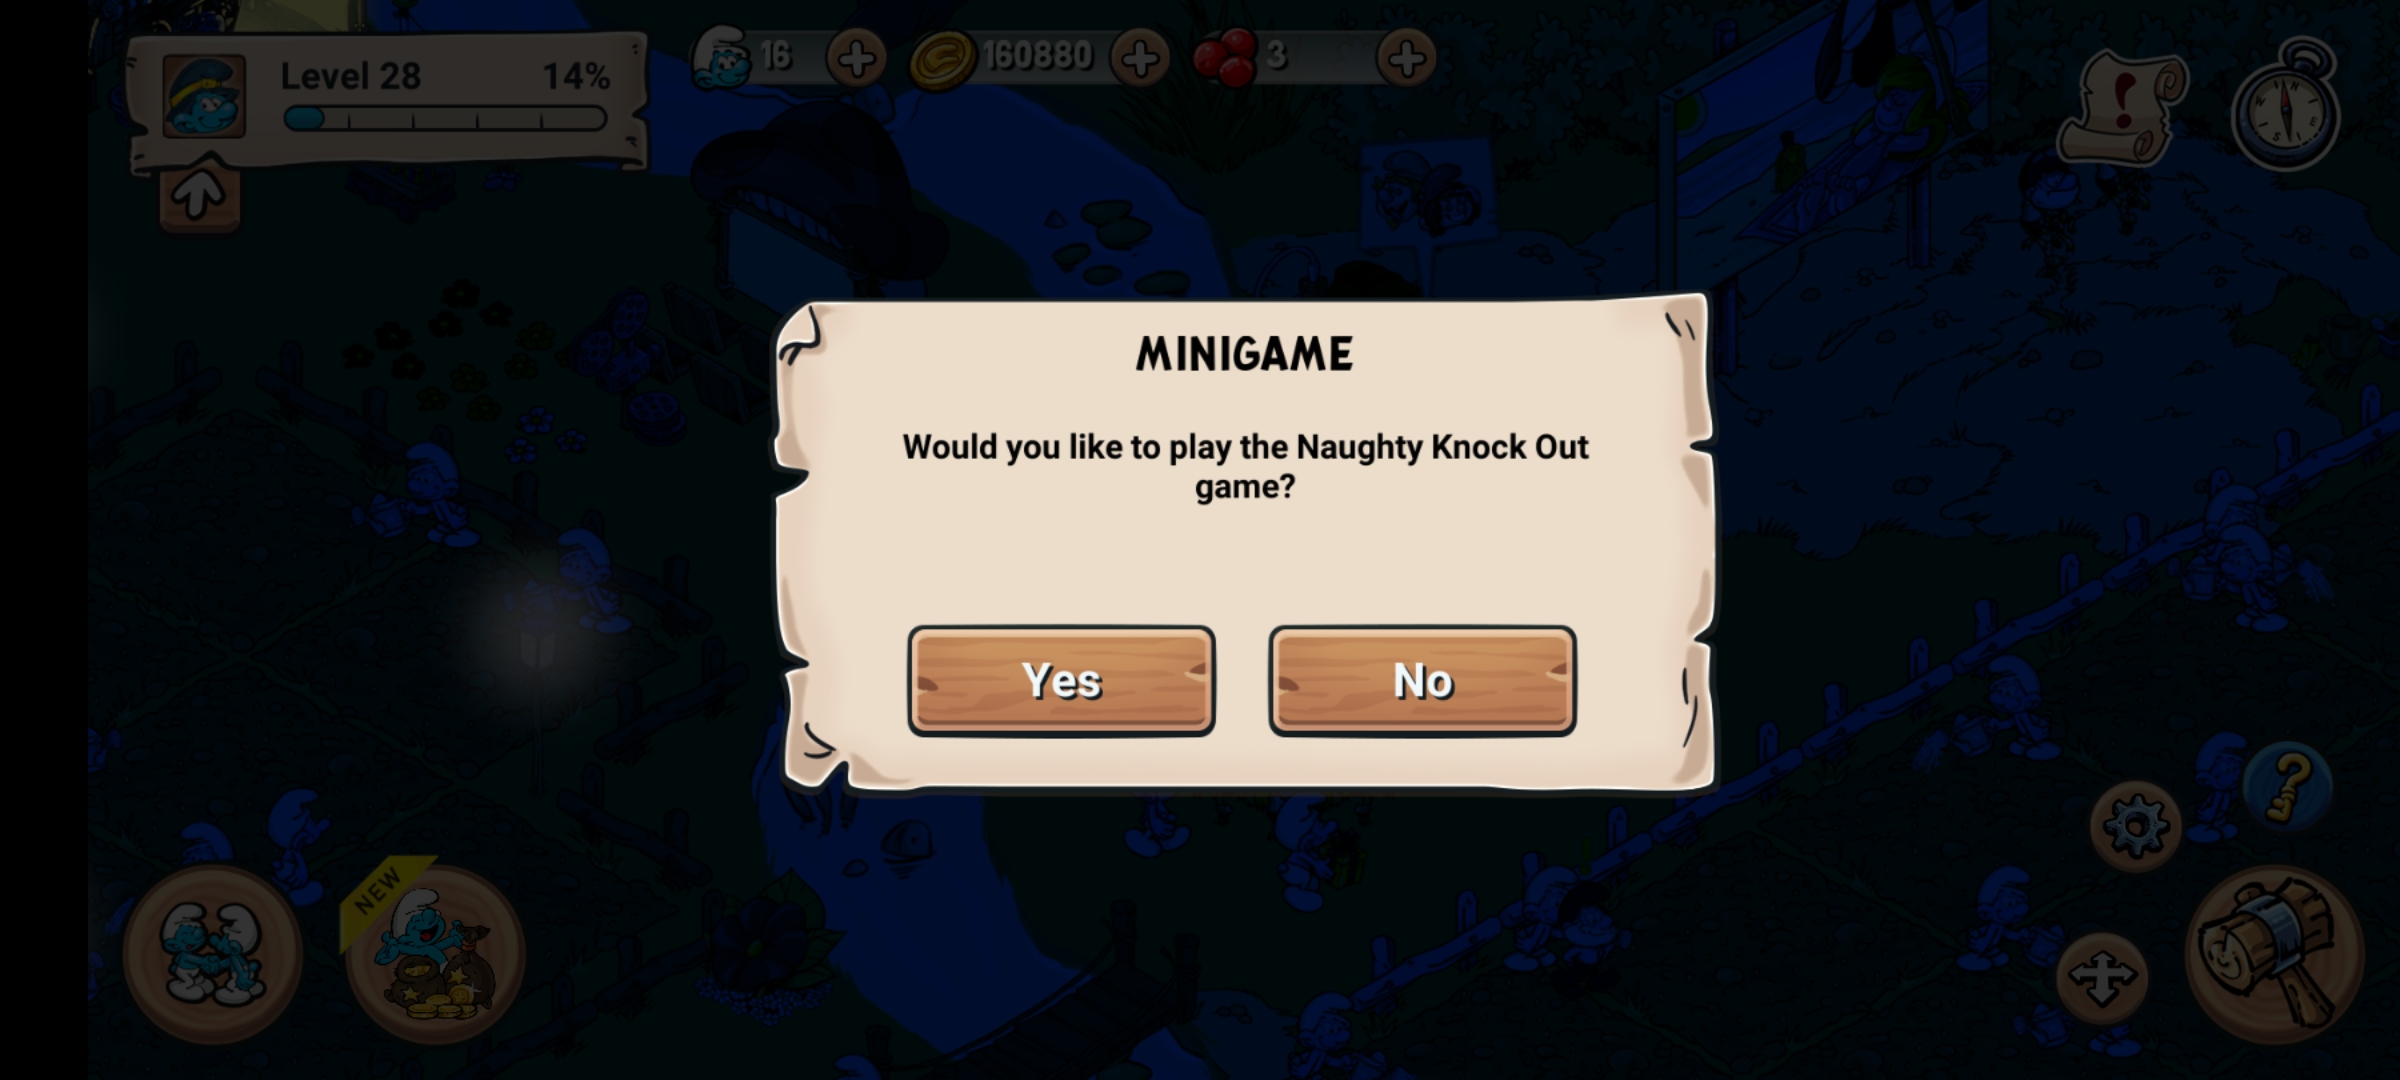 Level 28 14%
16
160880
3
MINIGAME
Would you like to play the Naughty Knock Out
game?
Yes
No
NEW